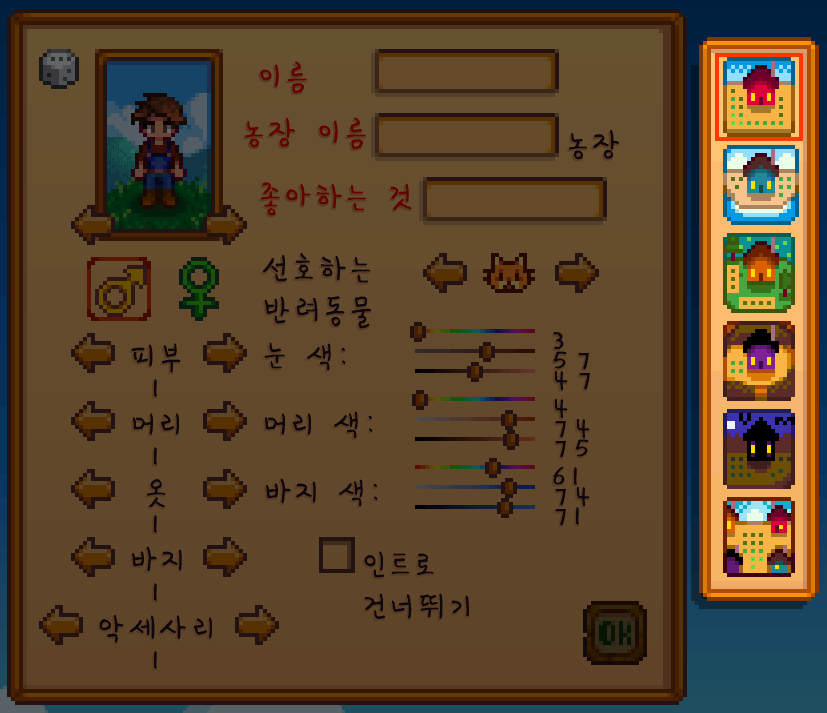 이름
농장 이름
농장
좋아하는 것
선호하는
반려동물
피부
1
눈 색:
3
57
47
머리
1
머리 색:
4
74
75
옷
1
바지 색:
61
74
71
바지
1
인트로
건너뛰기
악세사리
1
OK